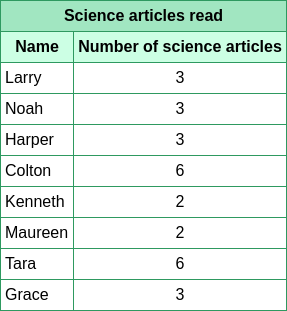 Science articles read
Name Number of science articles
Larry 3
Noah 3
Harper 3
Colton 6
Kenneth 2
Maureen 2
Tara 6
Grace 3